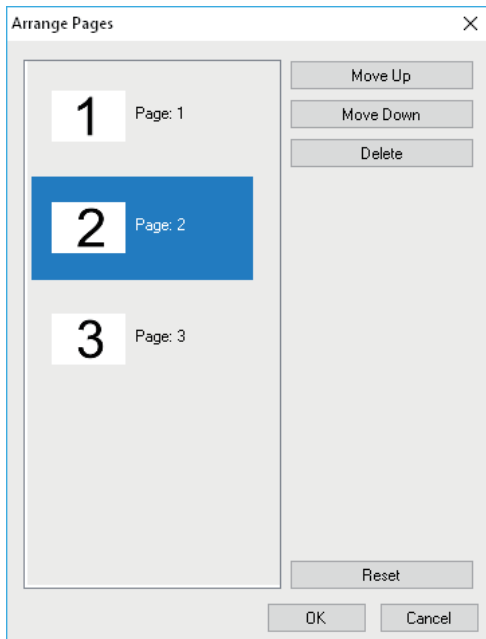 Arrange Pages
1 Page: 1
2 Page: 2
3 Page: 3
Move Up
Move Down
Delete
Reset
OK
Cancel